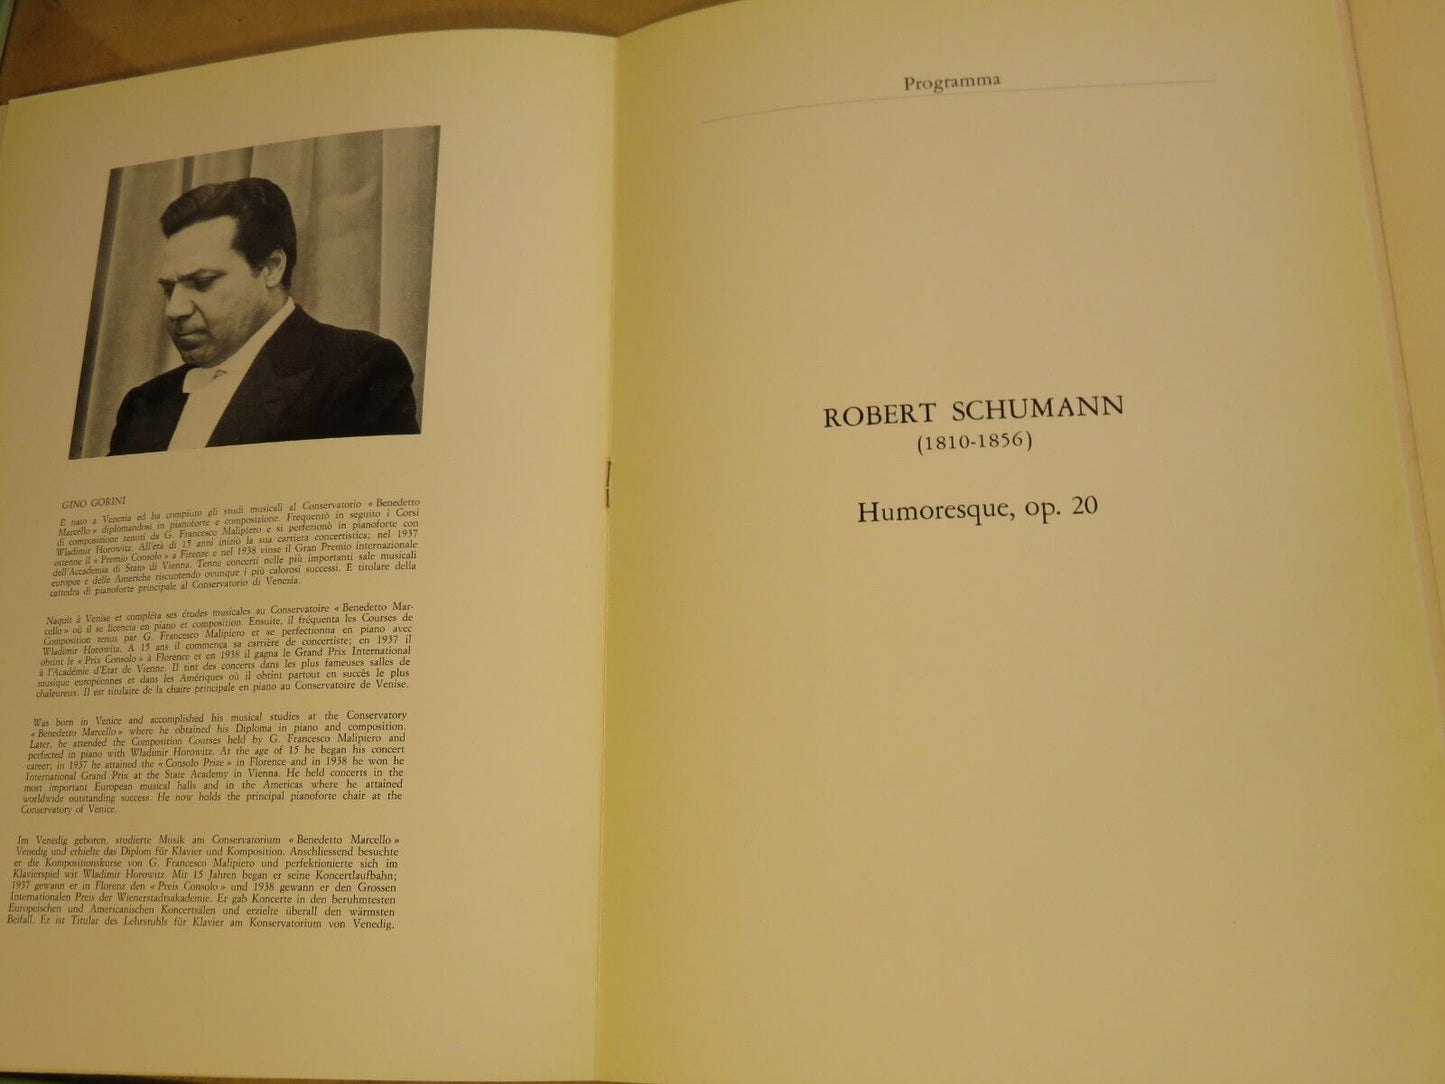 GINO GORINI
È nato a Venezia ed ha compiuto gli studi musicali al Conservatorio « Benedetto
Marcello » diplomandosi in pianoforte e composizione. Frequentò in seguito i Corsi
di composizione tenuti da G. Francesco Malipiero e si perfezionò in pianoforte con
Wladimir Horowitz. All'età di 15 anni iniziò la sua carriera concertistica; nel 1937
ottenne il « Premio Consolo » a Firenze e nel 1938 vinse il Gran Premio internazionale
dell'Accademia di Stato di Vienna. Tenne concerti nelle più importanti sale musicali
europee e delle Americhe riscuotendo ovunque i più calorosi successi. È titolare della
cattedra di pianoforte principale al Conservatorio di Venezia.
Naquit à Venise et compléta ses études musicales au Conservatoire « Benedetto Mar-
cello » où il se licencia en piano et composition. Ensuite, il fréquenta les Courses de
Composition tenus par G. Francesco Malipiero et se perfectionna en piano avec
Wladimir Horowitz. A 15 ans il commença sa carrière de concertiste; en 1937 il
obtint le « Prix Consolo » à Florence et en 1938 il gagna le Grand Prix International
à l'Académie d'Etat de Vienne. Il tint des concerts dans les plus fameuses salles de
musique européennes et dans les Amériques où il obtint partout en succès le plus
chaleureux. Il est titulaire de la chaire principale en piano au Conservatoire de Venise.
Was born in Venice and accomplished his musical studies at the Conservatory
« Benedetto Marcello » where he obtained his Diploma in piano and composition.
Later, he attended the Composition Courses held by G. Francesco Malipiero and
perfected in piano with Wladimir Horowitz. At the age of 15 he began his concert
career; in 1937 he attained the « Consolo Prize » in Florence and in 1938 he won he
International Grand Prix at the State Academy in Vienna. He held concerts in the
most important European musical halls and in the Americas where he attained
worldwide outstanding success. He now holds the principal pianoforte chair at the
Conservatory of Venice.
Im Venedig geboren, studierte Musik am Conservatorium « Benedetto Marcello »
Venedig und erhielte das Diplom für Klavier und Komposition. Anschliessend besuchte
er die Kompositionskurse von G. Francesco Malipiero und perfektionierte sich im
Klavierspiel wit Wladimir Horowitz. Mit 15 Jahren began er seine Koncertlaufbahn;
1937 gewann er in Florenz den « Preis Consolo » und 1938 gewann er den Grossen
Internationalen Preis der Wienerstadtsakademie. Er gab Koncerte in den berühmtesten
Europeischen und Americanischen Koncertsälen und erzielte überall den wärmsten
Beifall. Er ist Titular des Lehrstuhls für Klavier am Konservatorium von Venedig.
Programma
ROBERT SCHUMANN
(1810-1856)
Humoresque, op. 20